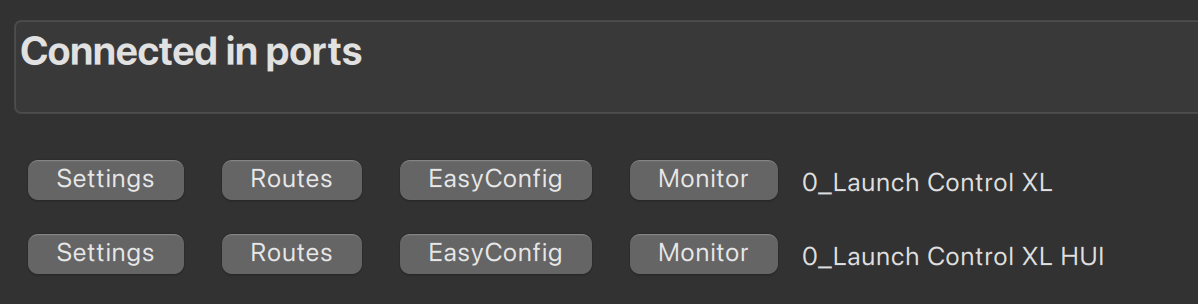 Connected in ports
Settings Routes EasyConfig Monitor 0_Launch Control XL
Settings Routes EasyConfig Monitor 0_Launch Control XL HUI